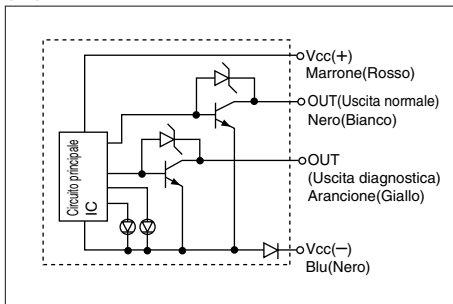 Vcc(+)
Marrone(Rosso)
OUT(Uscita normale)
Nero(Bianco)
Circuito principale
IC
OUT
(Uscita diagnostica)
Arancione(Giallo)
Vcc(−)
Blu(Nero)